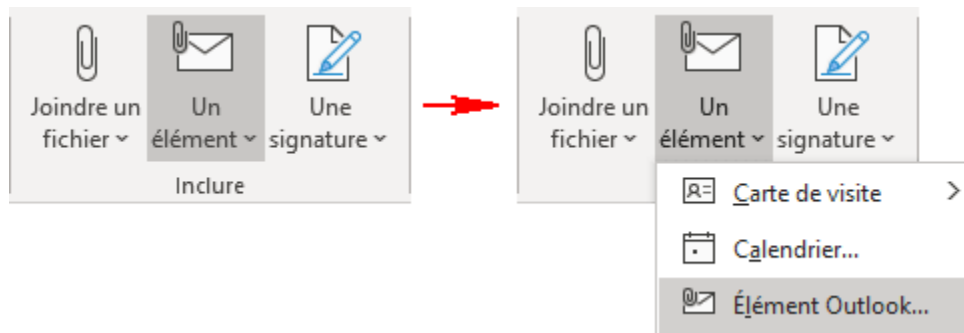 Joindre un fichier
Un élément
Une signature
Inclure
Joindre un fichier
Un élément
Une signature
Carte de visite
Calendrier...
Élément Outlook...